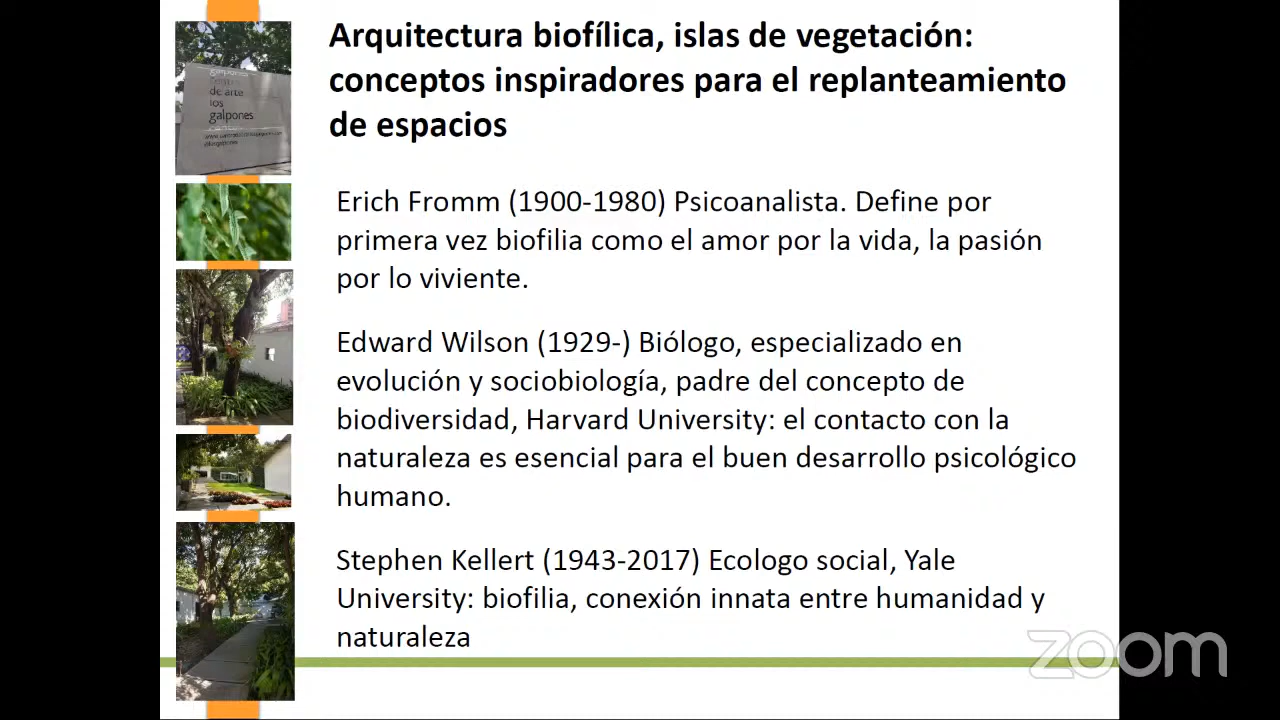 Arquitectura biofílica, islas de vegetación:
conceptos inspiradores para el replanteamiento
de espacios
de arte
los
galpones
Erich Fromm (1900-1980) Psicoanalista. Define por
primera vez biofilia como el amor por la vida, la pasión
por lo viviente.
Edward Wilson (1929-) Biólogo, especializado en
evolución y sociobiología, padre del concepto de
biodiversidad, Harvard University: el contacto con la
naturaleza es esencial para el buen desarrollo psicológico
humano.
Stephen Kellert (1943-2017) Ecologo social, Yale
University: biofilia, conexión innata entre humanidad y
naturaleza
zoom